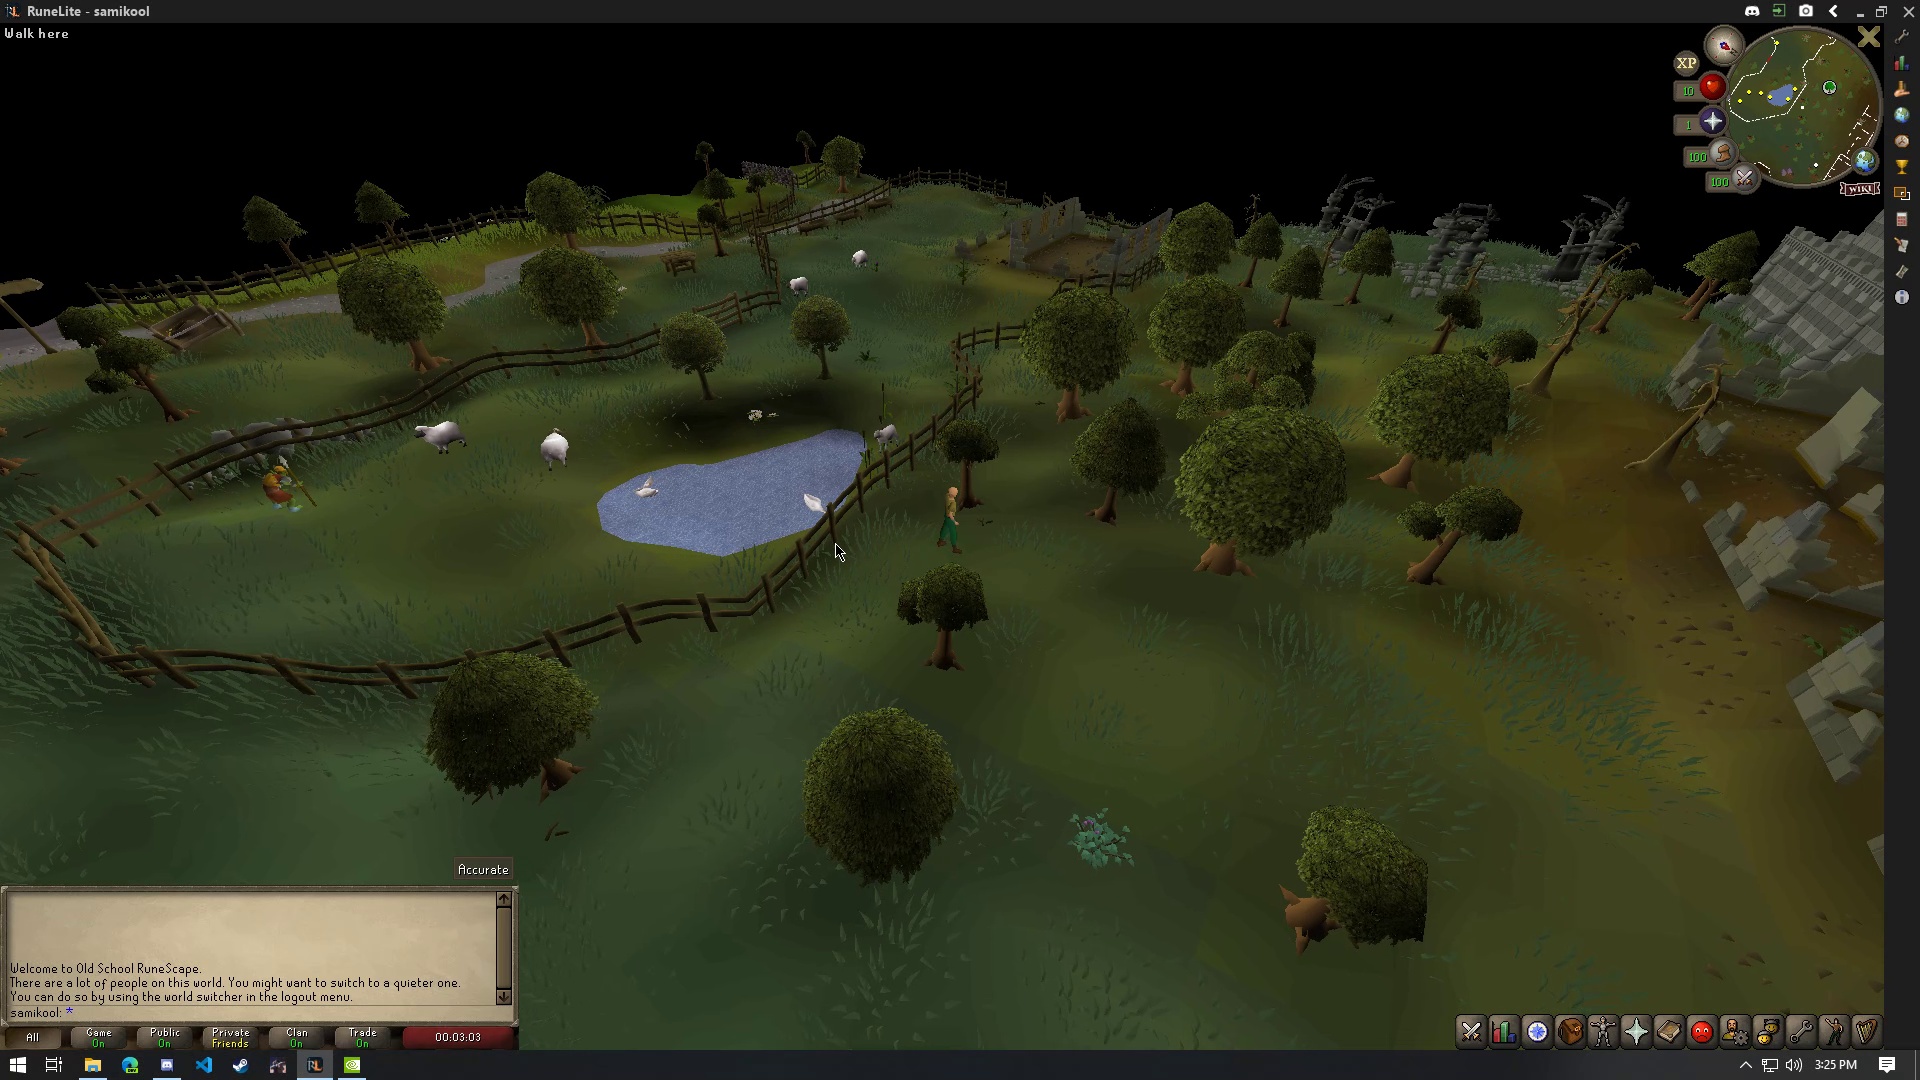 RuneLite - samikool
Walk here
XP
10
1
100
100
WIKI
Accurate
Welcome to Old School RuneScape.
There are a lot of people on this world. You might want to switch to a quieter one.
You can do so by using the world switcher in the logout menu.
samikool: *
All
Game
On
Public
On
Private
Friends
Clan
On
Trade
On
00:03:03
3:25 PM